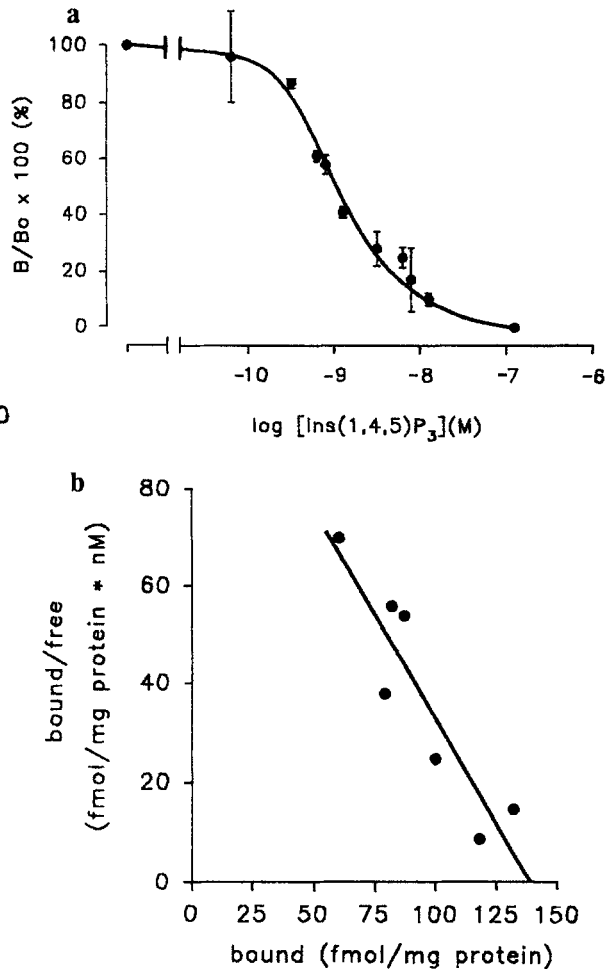 a
100
80
60
40
20
0
B/Bo x 100 (%)
-10 -9 -8 -7 -6
log [Ins(1,4,5)P₃](M)
0
b
80
60
40
20
0
bound/free
(fmol/mg protein * nM)
0 25 50 75 100 125 150
bound (fmol/mg protein)